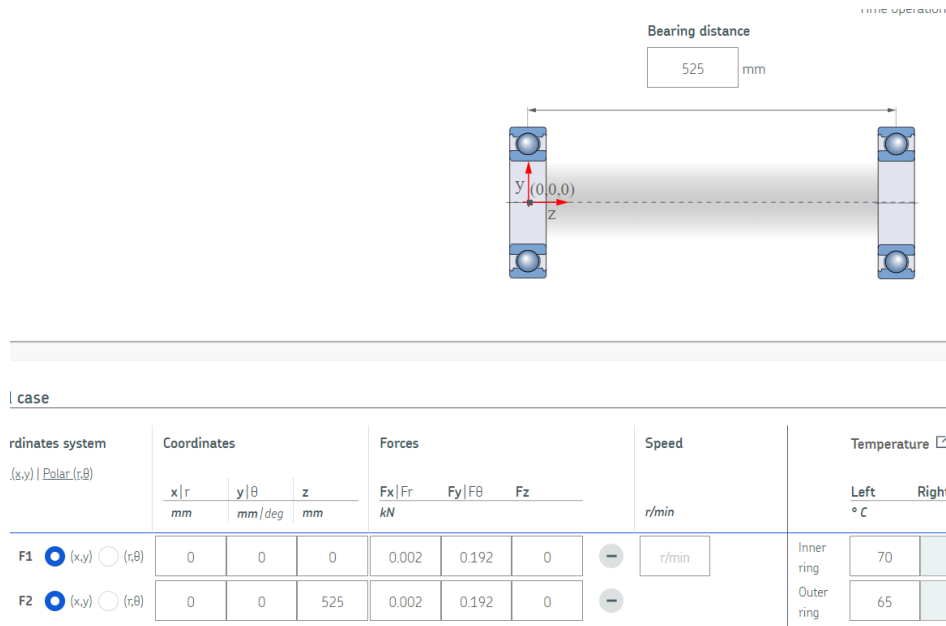 Time operation
Bearing distance
525 mm
y (0,0,0)
z
l case
rdinates system Coordinates Forces Speed Temperature
(x,y) | Polar (r,θ)
x|r y|θ z Fx|Fr Fy|Fθ Fz Left Right
mm mm/deg mm kN r/min ° C
F1 (x,y) (r,θ) 0 0 0 0.002 0.192 0 − r/min Inner ring 70
F2 (x,y) (r,θ) 0 0 525 0.002 0.192 0 − Outer ring 65